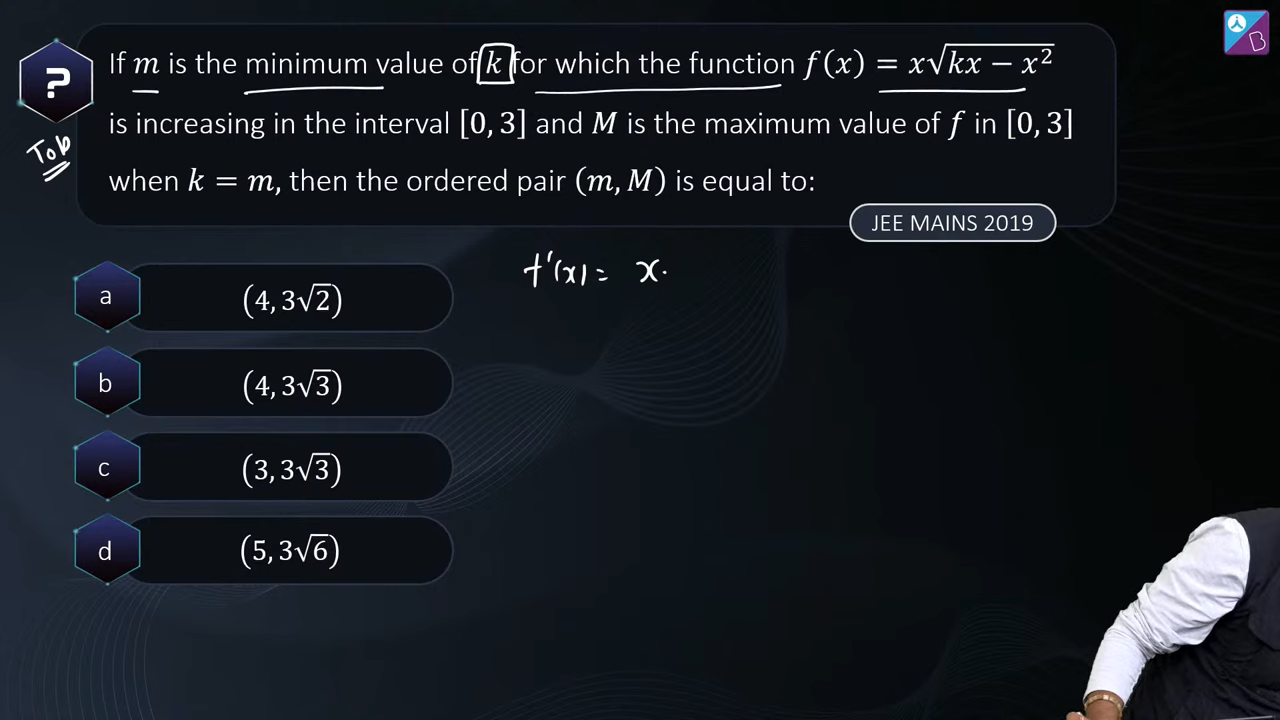 ?
If m is the minimum value of k for which the function f(x) = x√(kx − x²)
is increasing in the interval [0, 3] and M is the maximum value of f in [0, 3]
when k = m, then the ordered pair (m, M) is equal to:
JEE MAINS 2019
f'(x) = x·
a (4, 3√2)
b (4, 3√3)
c (3, 3√3)
d (5, 3√6)
B